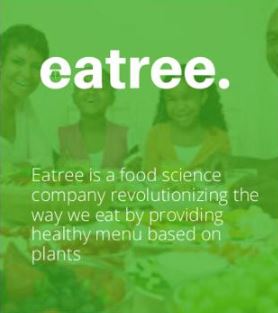 eatree.
Eatree is a food science
company revolutionizing the
way we eat by providing
healthy menu based on
plants